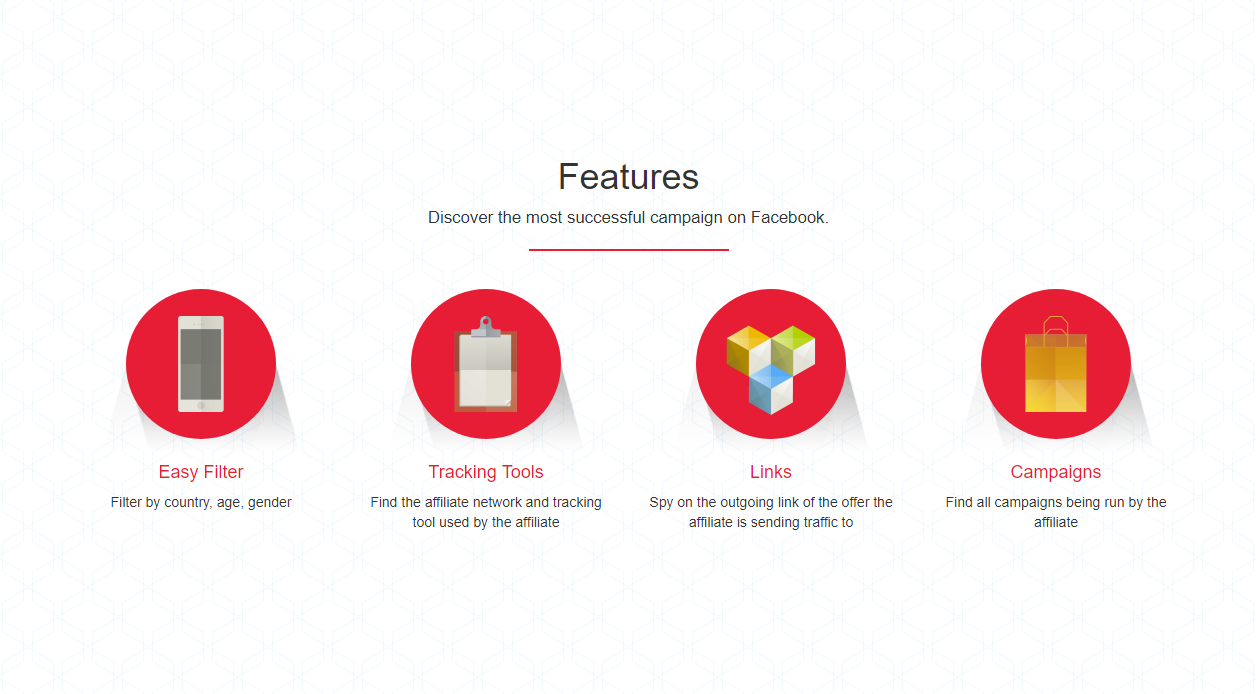 Features
Discover the most successful campaign on Facebook.
Easy Filter
Filter by country, age, gender
Tracking Tools
Find the affiliate network and tracking
tool used by the affiliate
Links
Spy on the outgoing link of the offer the
affiliate is sending traffic to
Campaigns
Find all campaigns being run by the
affiliate